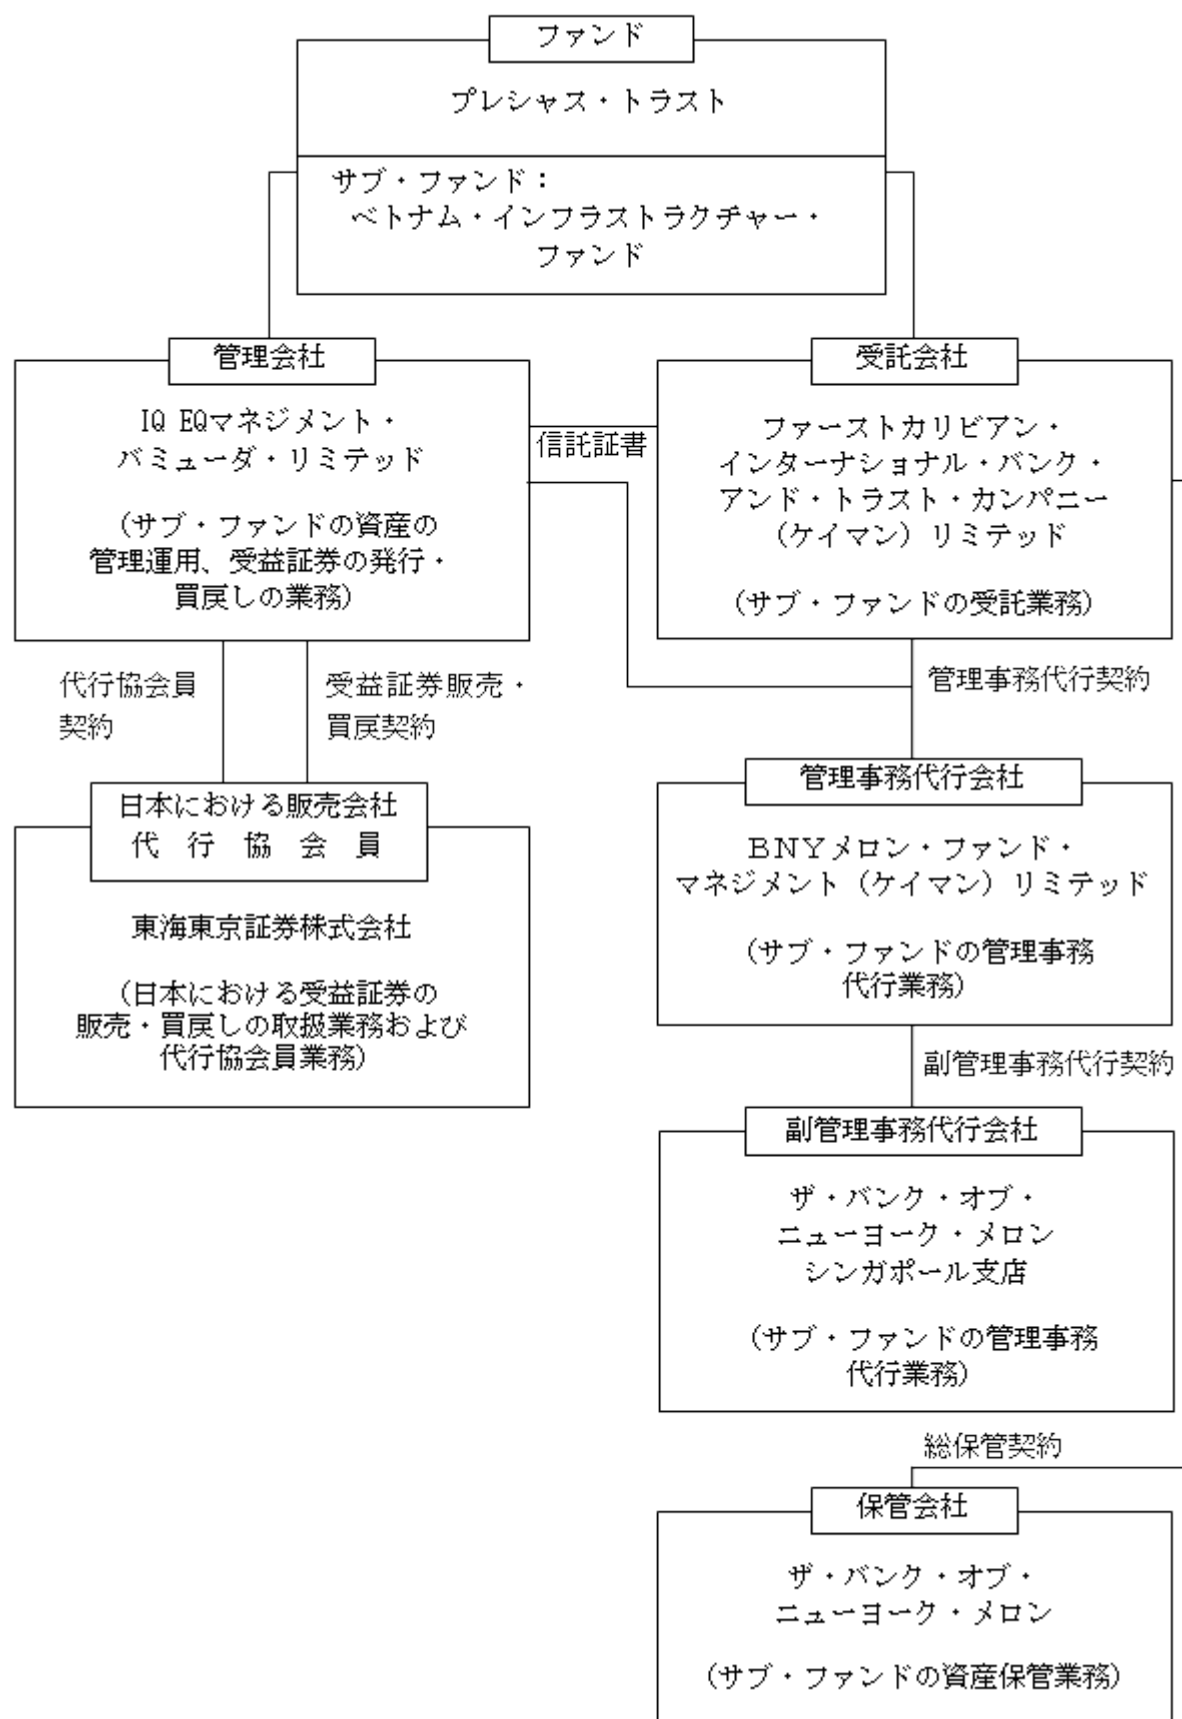 ファンド
プレシャス・トラスト
サブ・ファンド：
ベトナム・インフラストラクチャー・
ファンド
管理会社
IQ EQマネジメント・
バミューダ・リミテッド
（サブ・ファンドの資産の
管理運用、受益証券の発行・
買戻しの業務）
信託証書
受託会社
ファーストカリビアン・
インターナショナル・バンク・
アンド・トラスト・カンパニー
（ケイマン）リミテッド
（サブ・ファンドの受託業務）
代行協会員
契約
受益証券販売・
買戻契約
管理事務代行契約
日本における販売会社
代行協会員
東海東京証券株式会社
（日本における受益証券の
販売・買戻しの取扱業務および
代行協会員業務）
管理事務代行会社
ＢＮＹメロン・ファンド・
マネジメント（ケイマン）リミテッド
（サブ・ファンドの管理事務
代行業務）
副管理事務代行契約
副管理事務代行会社
ザ・バンク・オブ・
ニューヨーク・メロン
シンガポール支店
（サブ・ファンドの管理事務
代行業務）
総保管契約
保管会社
ザ・バンク・オブ・
ニューヨーク・メロン
（サブ・ファンドの資産保管業務）